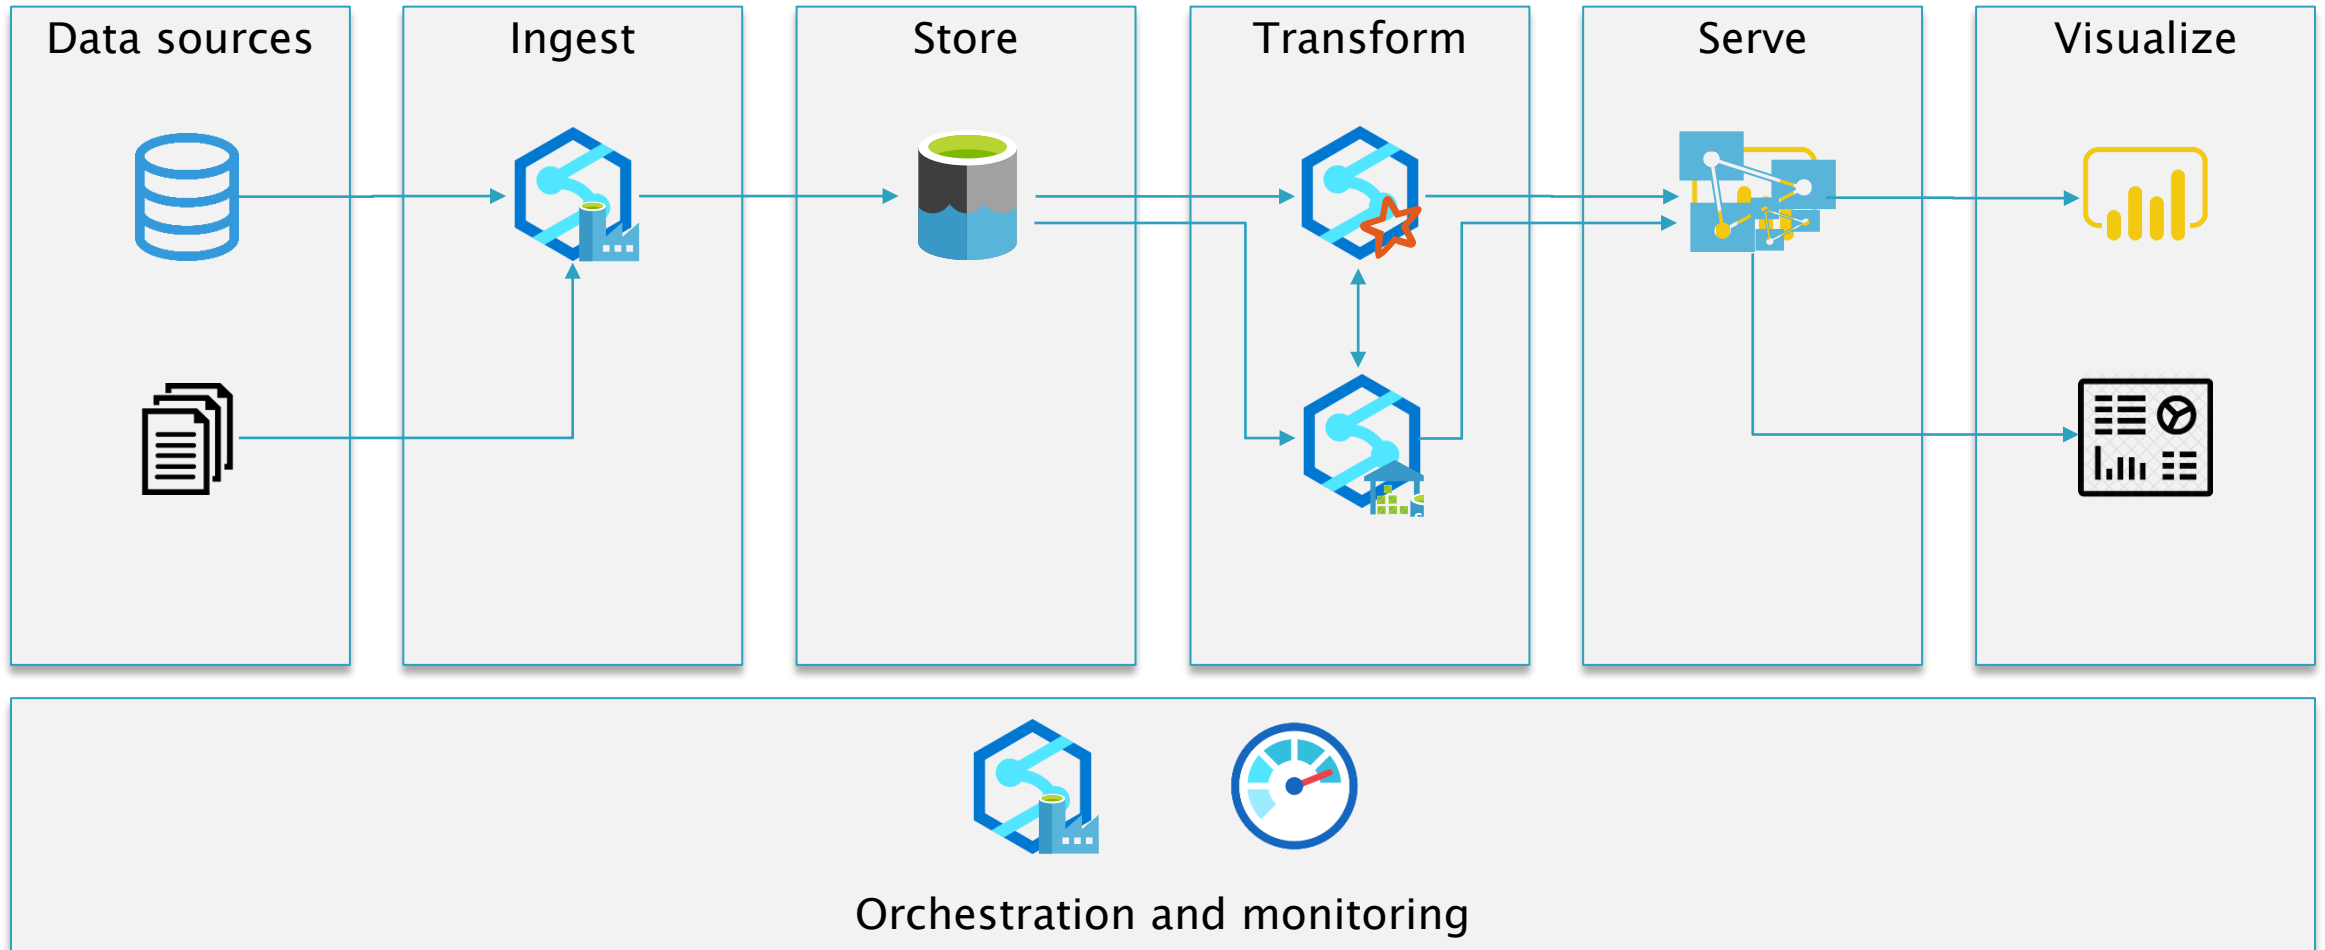 Data sources
Ingest
Store
Transform
Serve
Visualize
Orchestration and monitoring